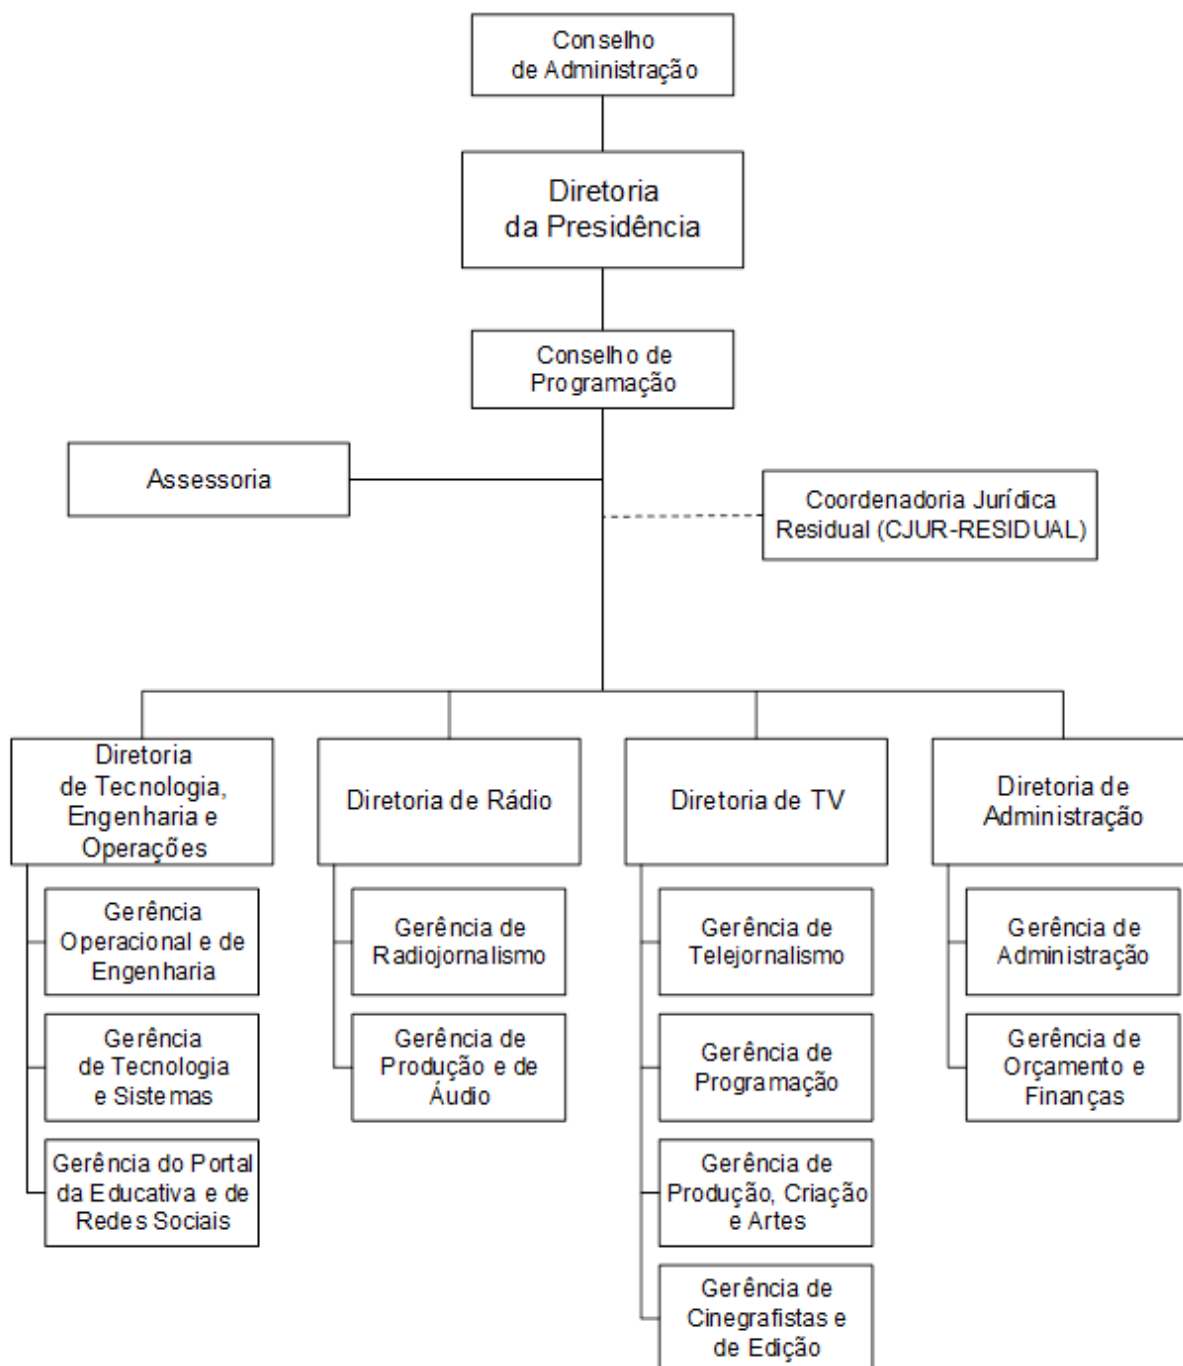 Conselho
de Administração
Diretoria
da Presidência
Conselho de
Programação
Assessoria
Coordenadoria Jurídica
Residual (CJUR-RESIDUAL)
Diretoria
de Tecnologia,
Engenharia e
Operações
Diretoria de Rádio
Diretoria de TV
Diretoria de
Administração
Gerência
Operacional e de
Engenharia
Gerência
de Tecnologia
e Sistemas
Gerência do Portal
da Educativa e de
Redes Sociais
Gerência de
Radiojornalismo
Gerência de
Produção e de
Áudio
Gerência de
Telejornalismo
Gerência de
Programação
Gerência de
Produção, Criação
e Artes
Gerência de
Cinegrafistas e
de Edição
Gerência de
Administração
Gerência de
Orçamento e
Finanças